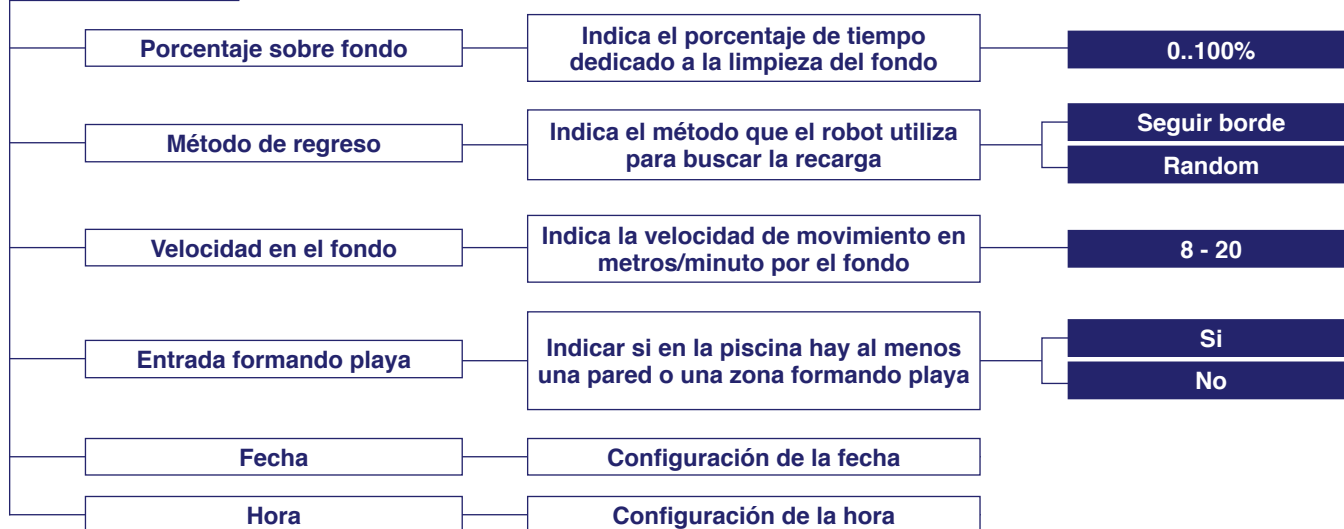 Porcentaje sobre fondo
Indica el porcentaje de tiempo
dedicado a la limpieza del fondo
0..100%
Método de regreso
Indica el método que el robot utiliza
para buscar la recarga
Seguir borde
Random
Velocidad en el fondo
Indica la velocidad de movimiento en
metros/minuto por el fondo
8 - 20
Entrada formando playa
Indicar si en la piscina hay al menos
una pared o una zona formando playa
Si
No
Fecha
Configuración de la fecha
Hora
Configuración de la hora